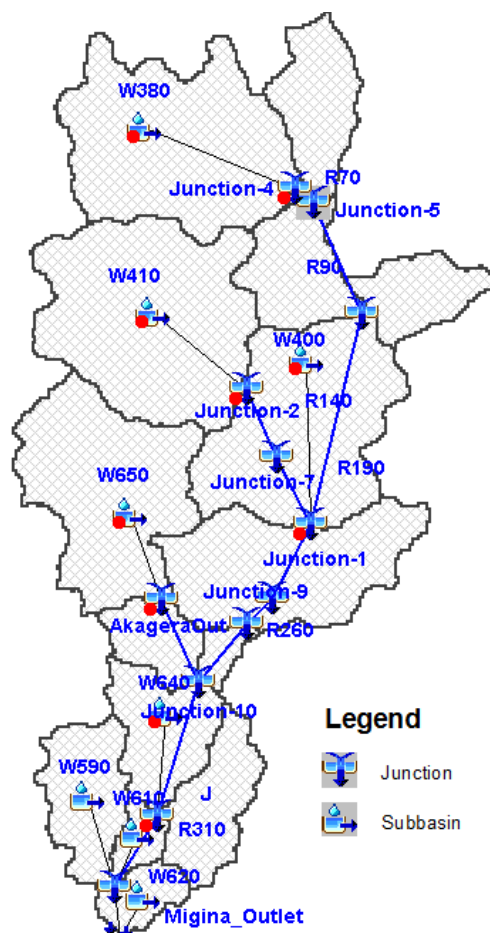 W380
R70
Junction-4
Junction-5
R90
W410
W400
Junction-2
R140
Junction-7
R190
W650
Junction-1
Junction-9
AkageraOut
R260
W640
Junction-10
Legend
Junction
W590
J
W610
R310
Subbasin
W620
Migina_Outlet